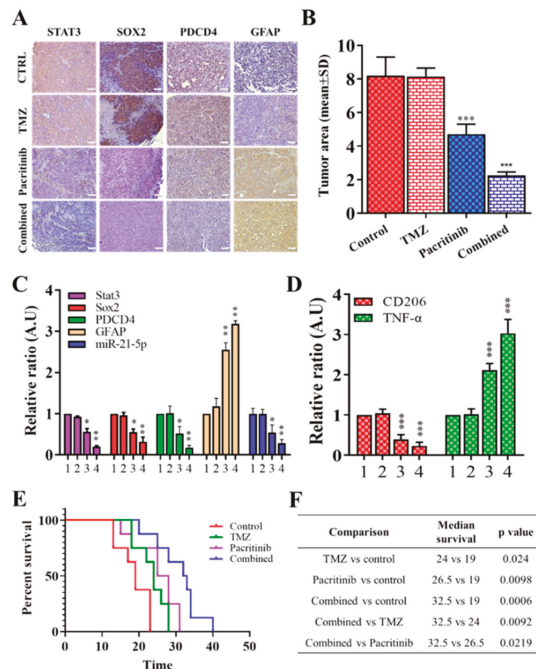 A
STAT3 SOX2 PDCD4 GFAP
CTRL
TMZ
Pacritinib
Combined
B
Tumor area (mean±SD)
10
8
6
4
2
0
***
***
Control TMZ Pacritinib Combined
C
Relative ratio (A.U)
4
3
2
1
0
Stat3
Sox2
PDCD4
GFAP
miR-21-5p
* ** * ** * ** ** ** * **
1 2 3 4 1 2 3 4 1 2 3 4 1 2 3 4 1 2 3 4
D
Relative ratio (A.U)
4
3
2
1
0
CD206
TNF-α
*** *** *** ***
1 2 3 4 1 2 3 4
E
Percent survival
100
50
0
Control
TMZ
Pacritinib
Combined
0 10 20 30 40 50
Time
F
Comparison Median survival p value
TMZ vs control 24 vs 19 0.024
Pacritinib vs control 26.5 vs 19 0.0098
Combined vs control 32.5 vs 19 0.0006
Combined vs TMZ 32.5 vs 24 0.0092
Combined vs Pacritinib 32.5 vs 26.5 0.0219